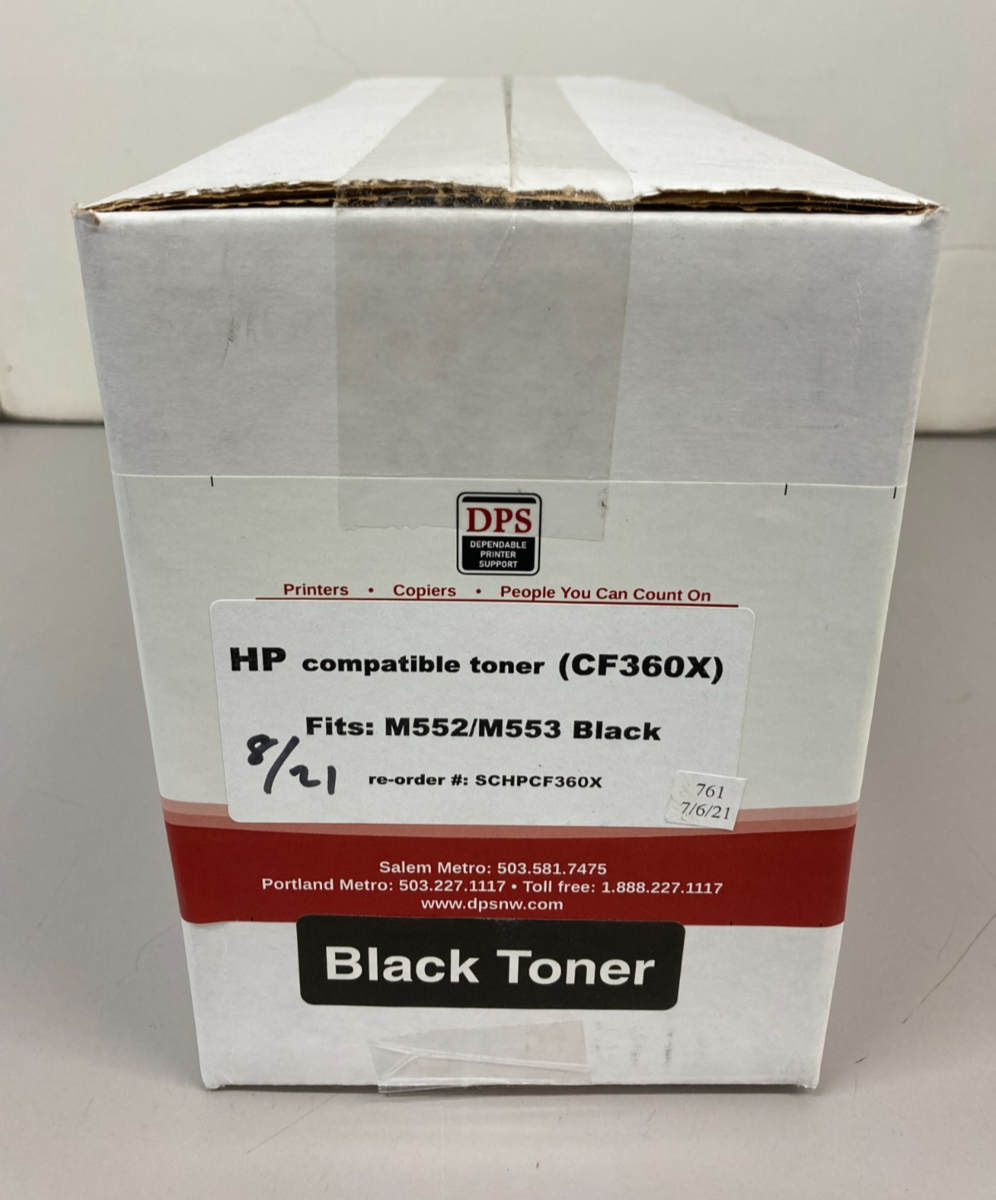 DPS
DEPENDABLE
PRINTER
SUPPORT
Printers • Copiers • People You Can Count On
HP compatible toner (CF360X)
Fits: M552/M553 Black
8/21
re-order #: SCHPCF360X
761
7/6/21
Salem Metro: 503.581.7475
Portland Metro: 503.227.1117 • Toll free: 1.888.227.1117
www.dpsnw.com
Black Toner